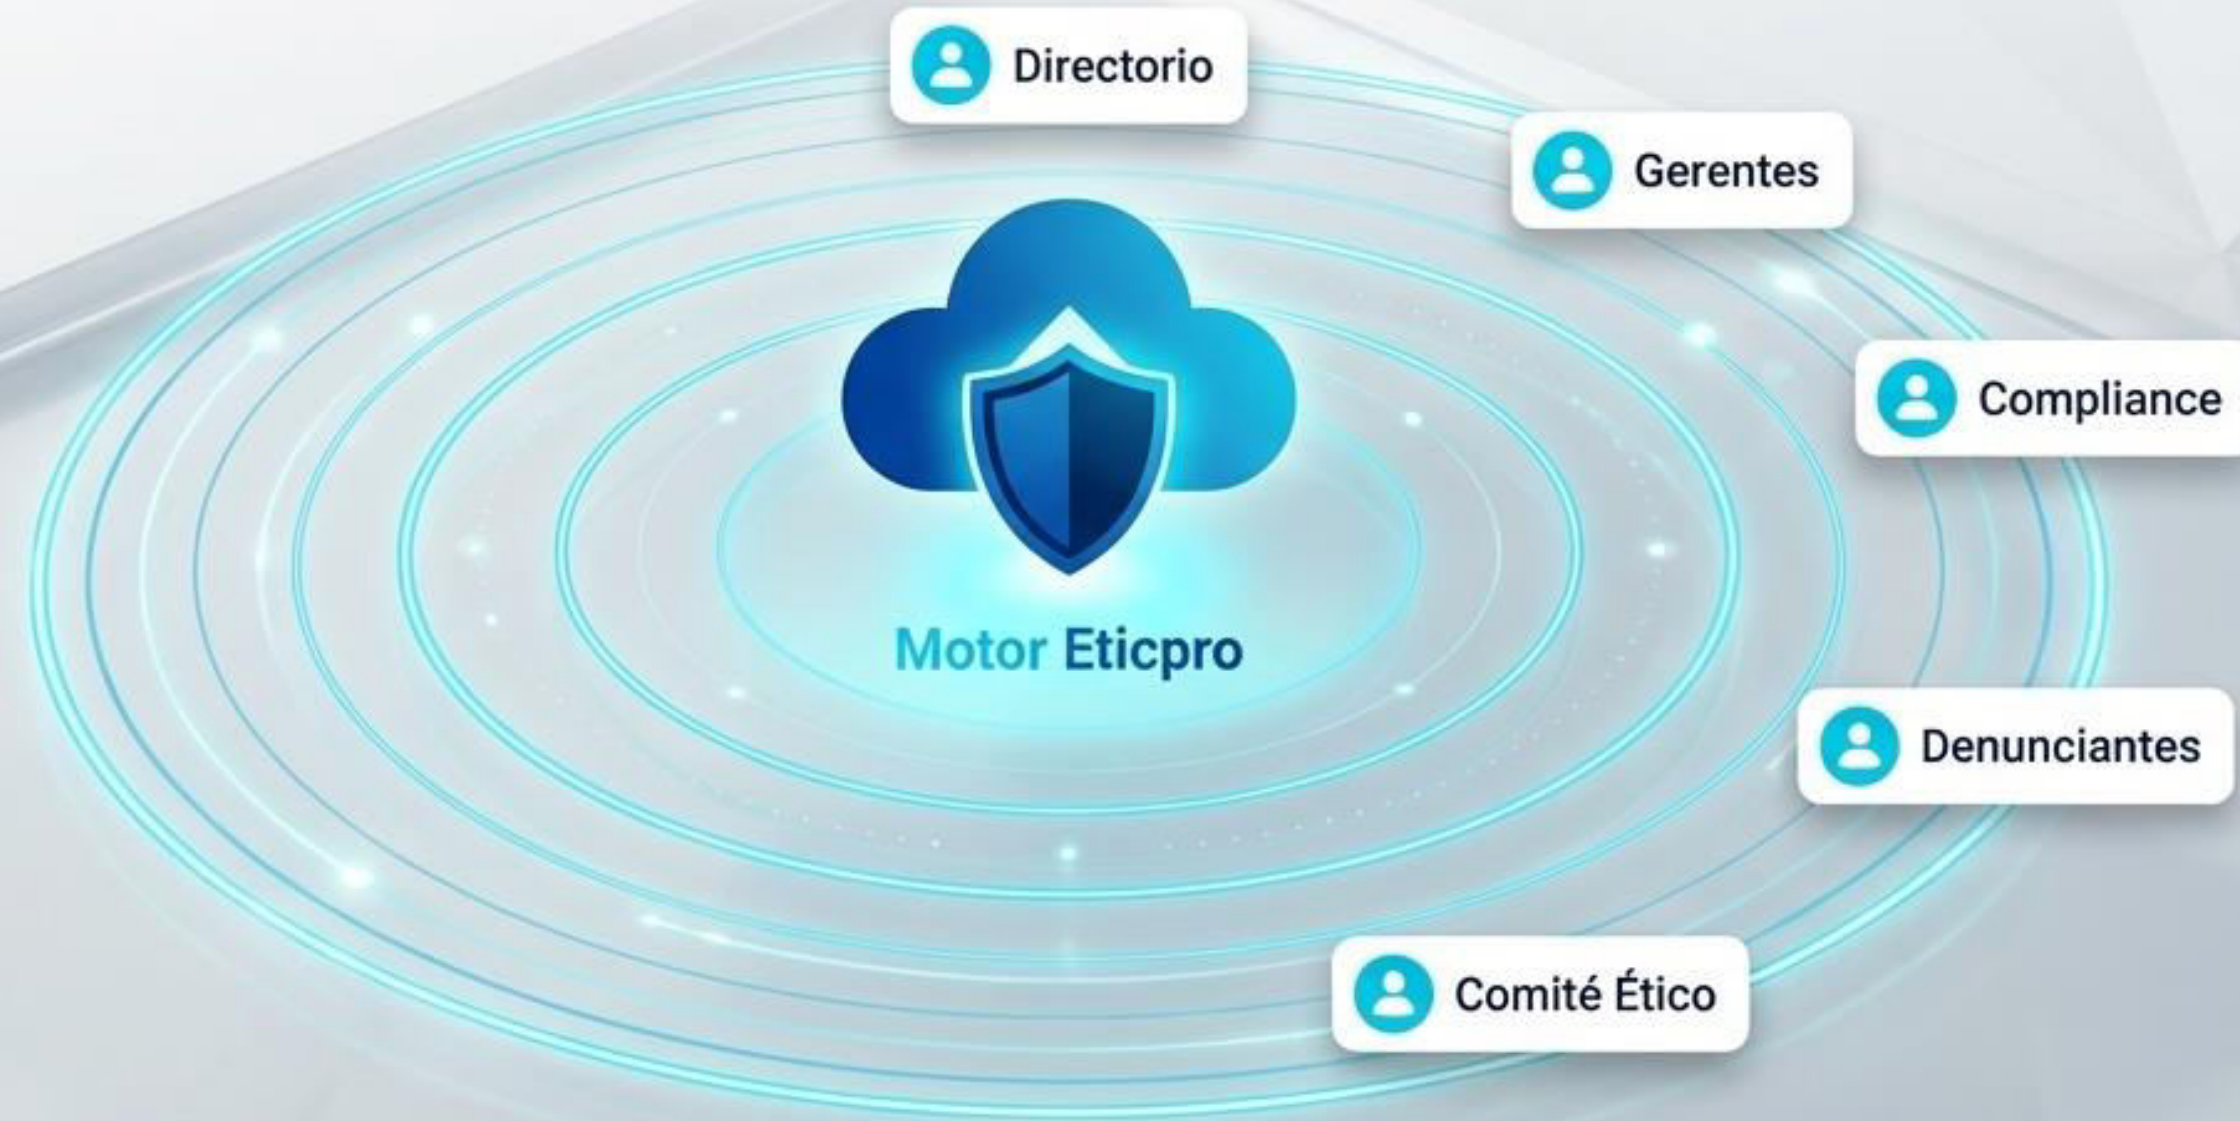 Directorio
Gerentes
Compliance
Motor Eticpro
Denunciantes
Comité Ético